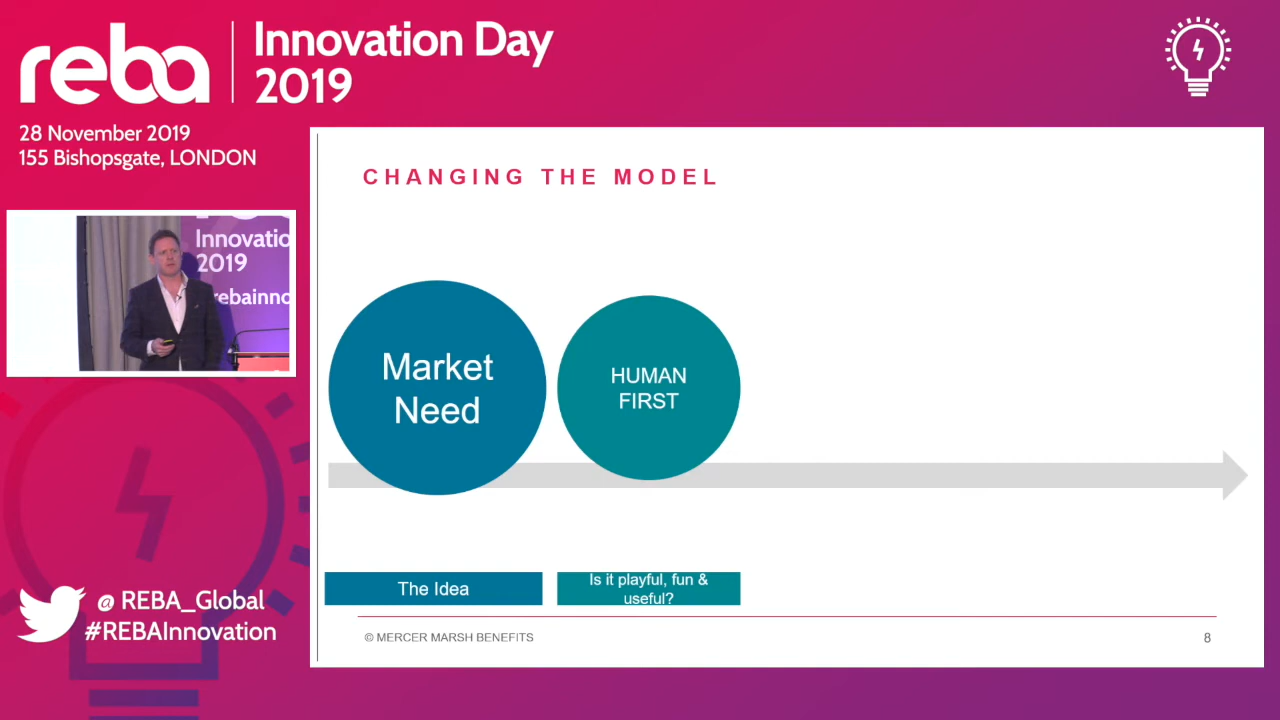 reba
Innovation Day
2019
28 November 2019
155 Bishopsgate, LONDON
Innovatio
2019
rebainno
CHANGING THE MODEL
Market
Need
HUMAN
FIRST
The Idea
Is it playful, fun &
useful?
© MERCER MARSH BENEFITS
8
@ REBA_Global
#REBAInnovation